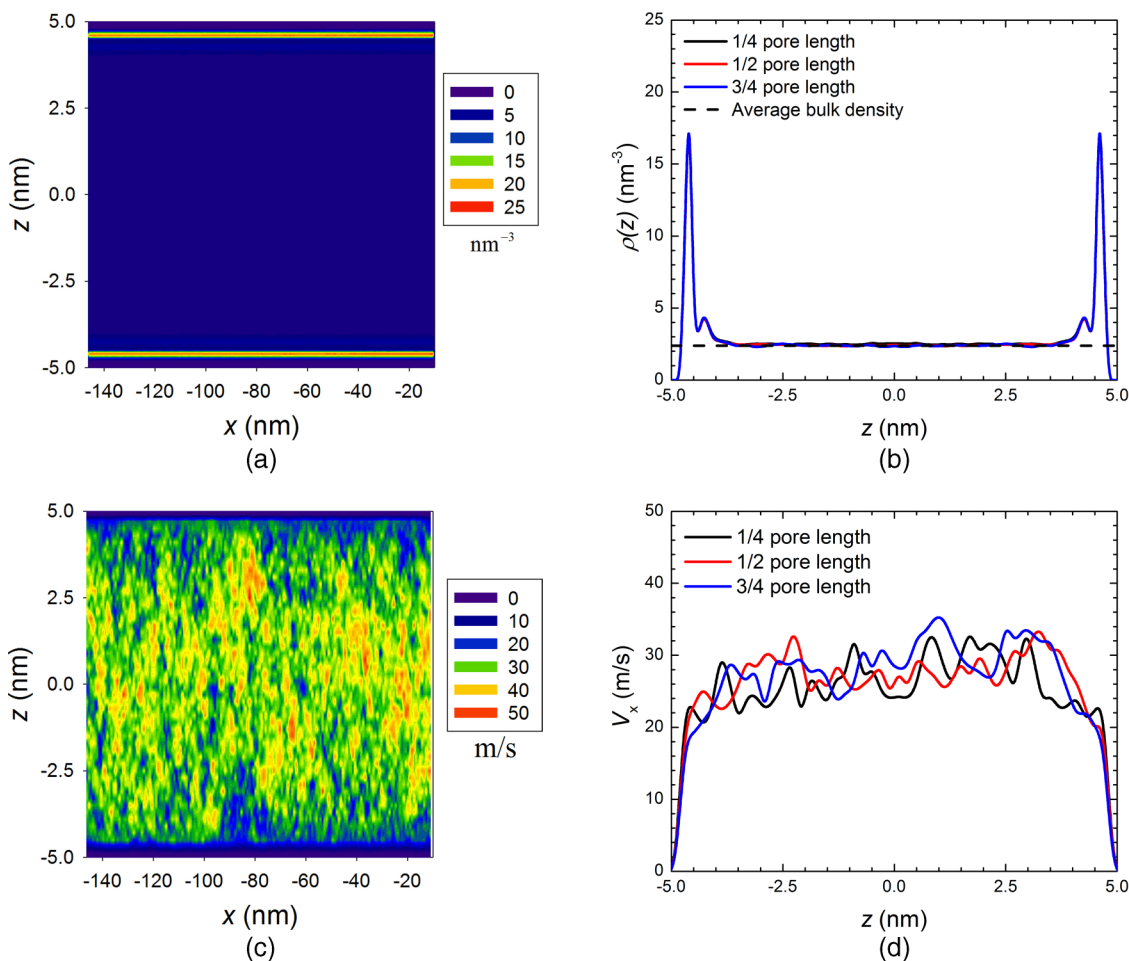 5.0
2.5
0.0
-2.5
-5.0
z (nm)
-140 -120 -100 -80 -60 -40 -20
x (nm)
0
5
10
15
20
25
nm⁻³
(a)
25
20
15
10
5
0
ρ(z) (nm⁻³)
1/4 pore length
1/2 pore length
3/4 pore length
Average bulk density
-5.0 -2.5 0.0 2.5 5.0
z (nm)
(b)
5.0
2.5
0.0
-2.5
-5.0
z (nm)
-140 -120 -100 -80 -60 -40 -20
x (nm)
0
10
20
30
40
50
m/s
(c)
50
40
30
20
10
0
Vₓ (m/s)
1/4 pore length
1/2 pore length
3/4 pore length
-5.0 -2.5 0.0 2.5 5.0
z (nm)
(d)